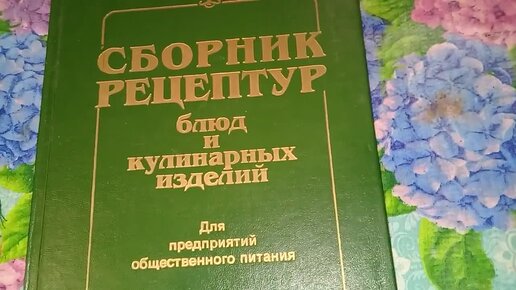 СБОРНИК
РЕЦЕПТУР
блюд
и
кулинарных
изделий
Для
предприятий
общественного питания